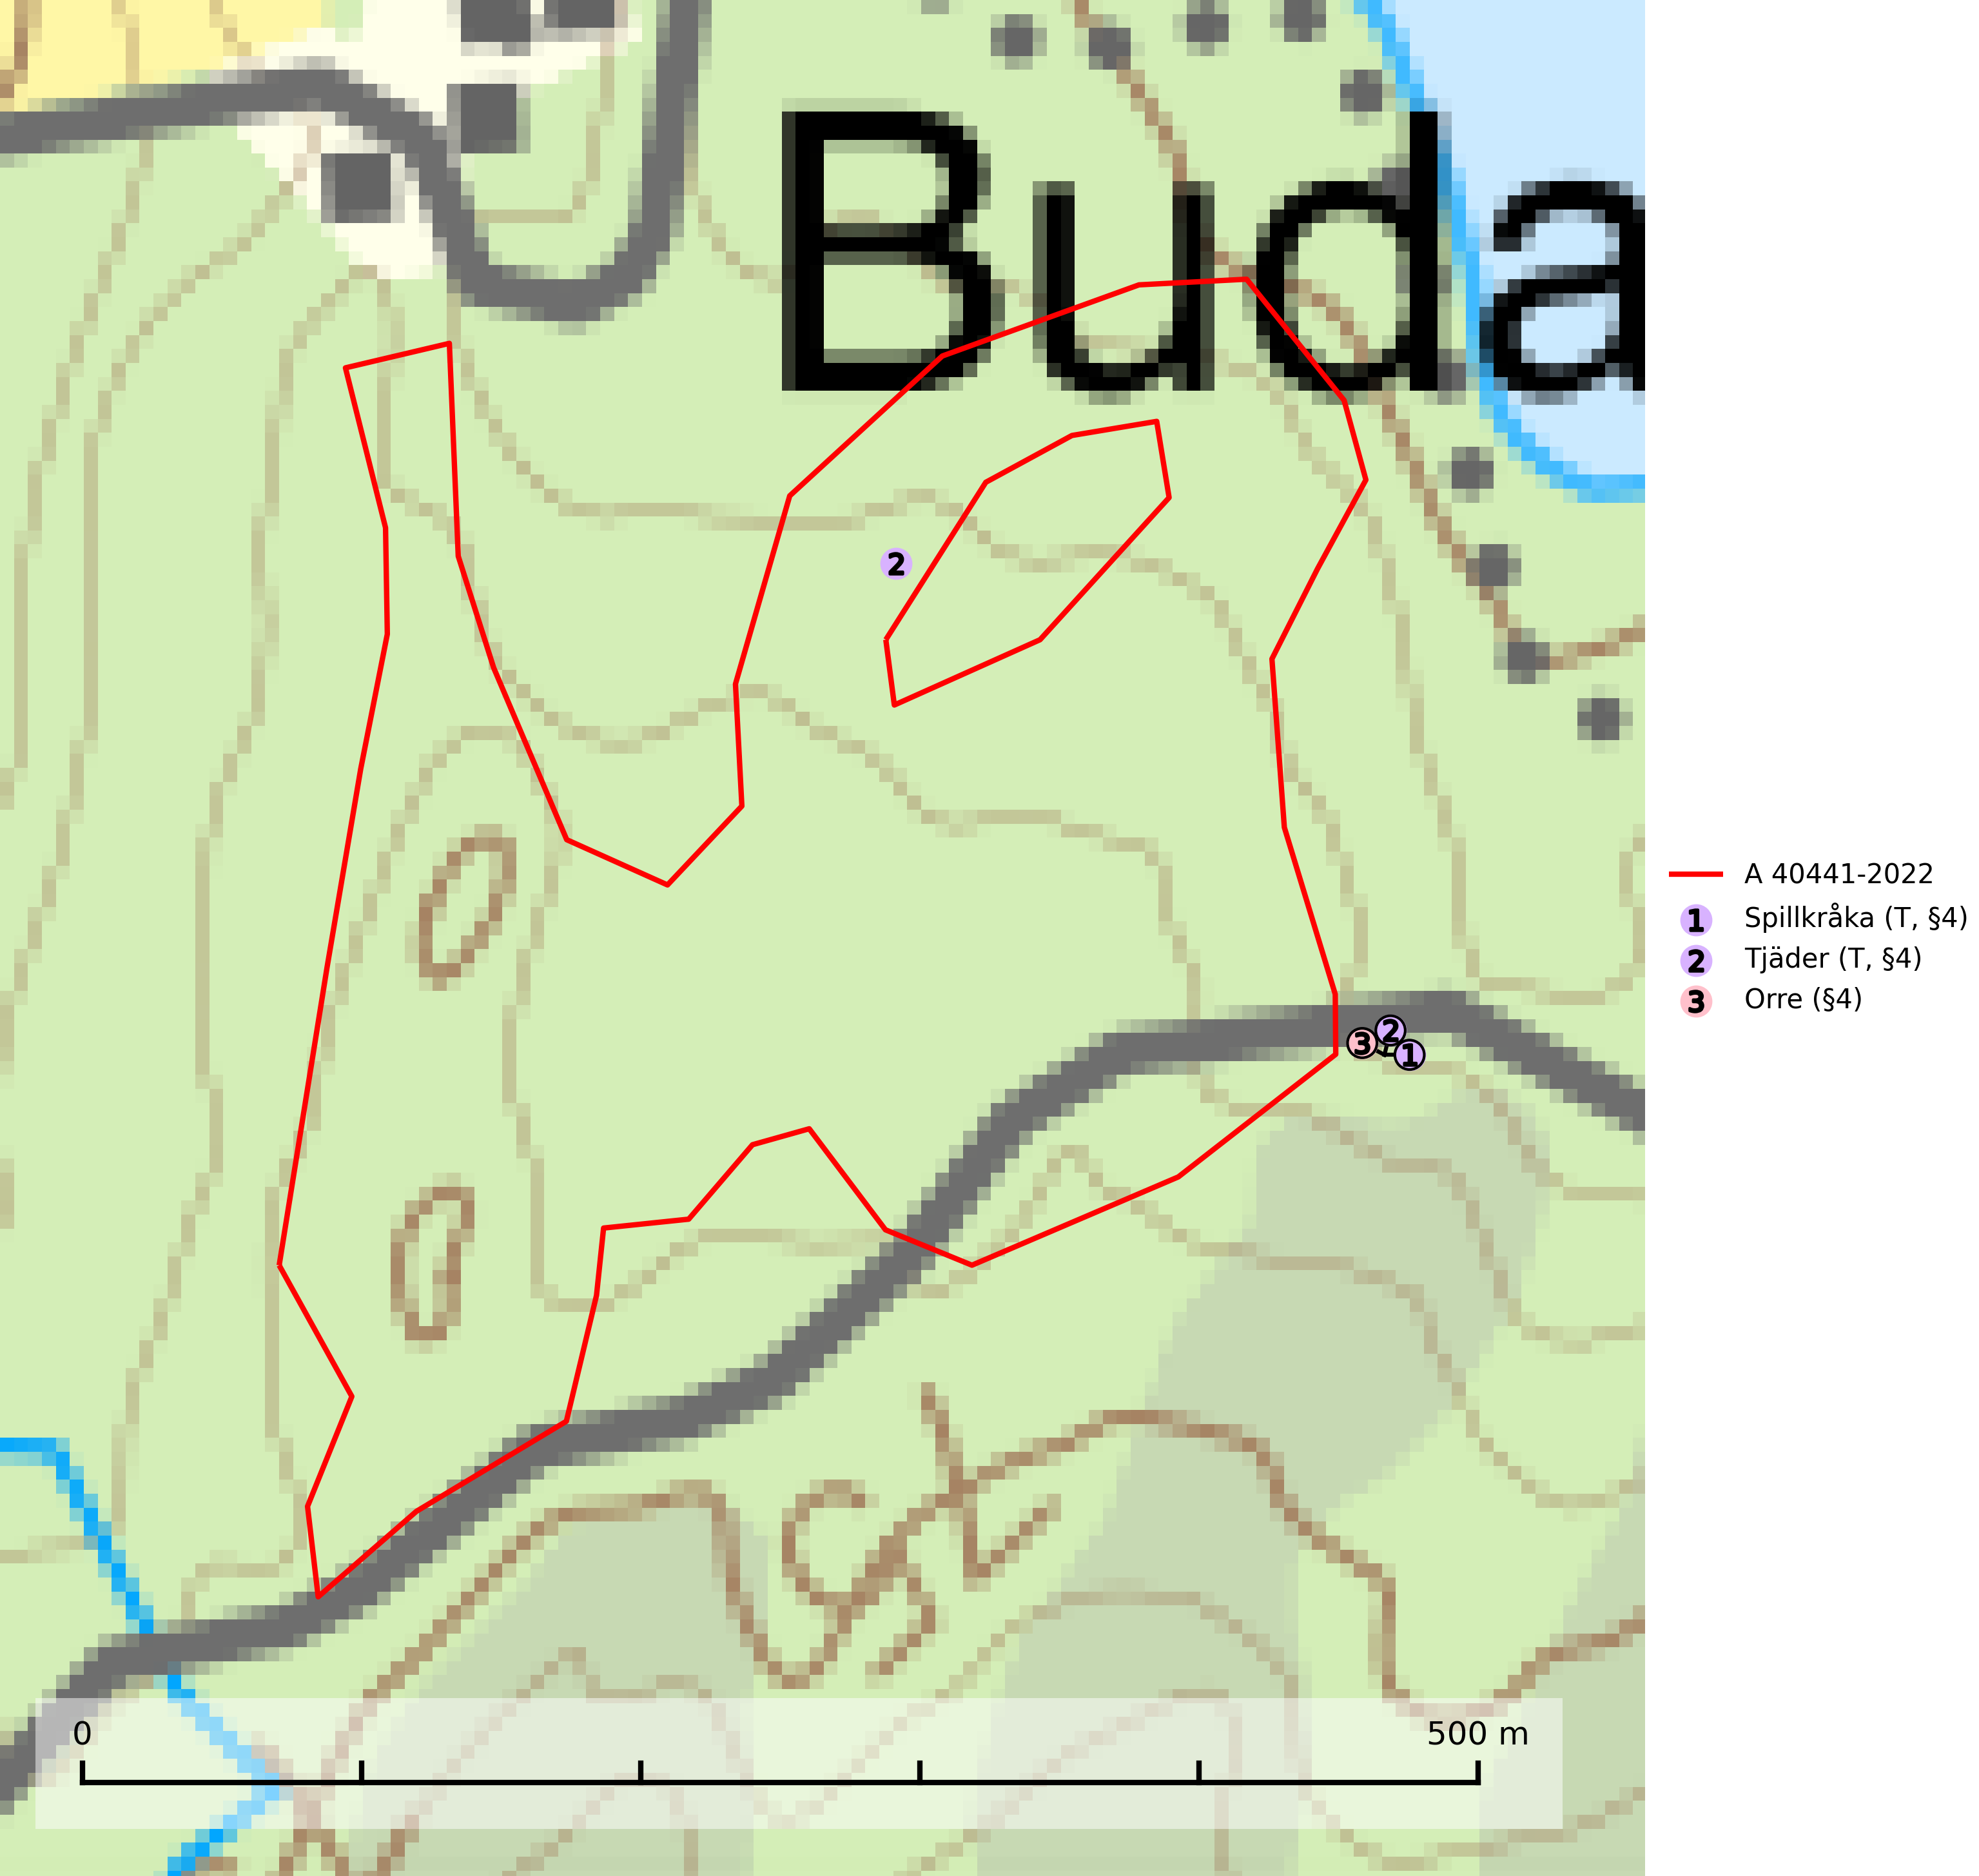 Buda
2
3 2 1
A 40441-2022
1 Spillkråka (T, §4)
2 Tjäder (T, §4)
3 Orre (§4)
0 500 m